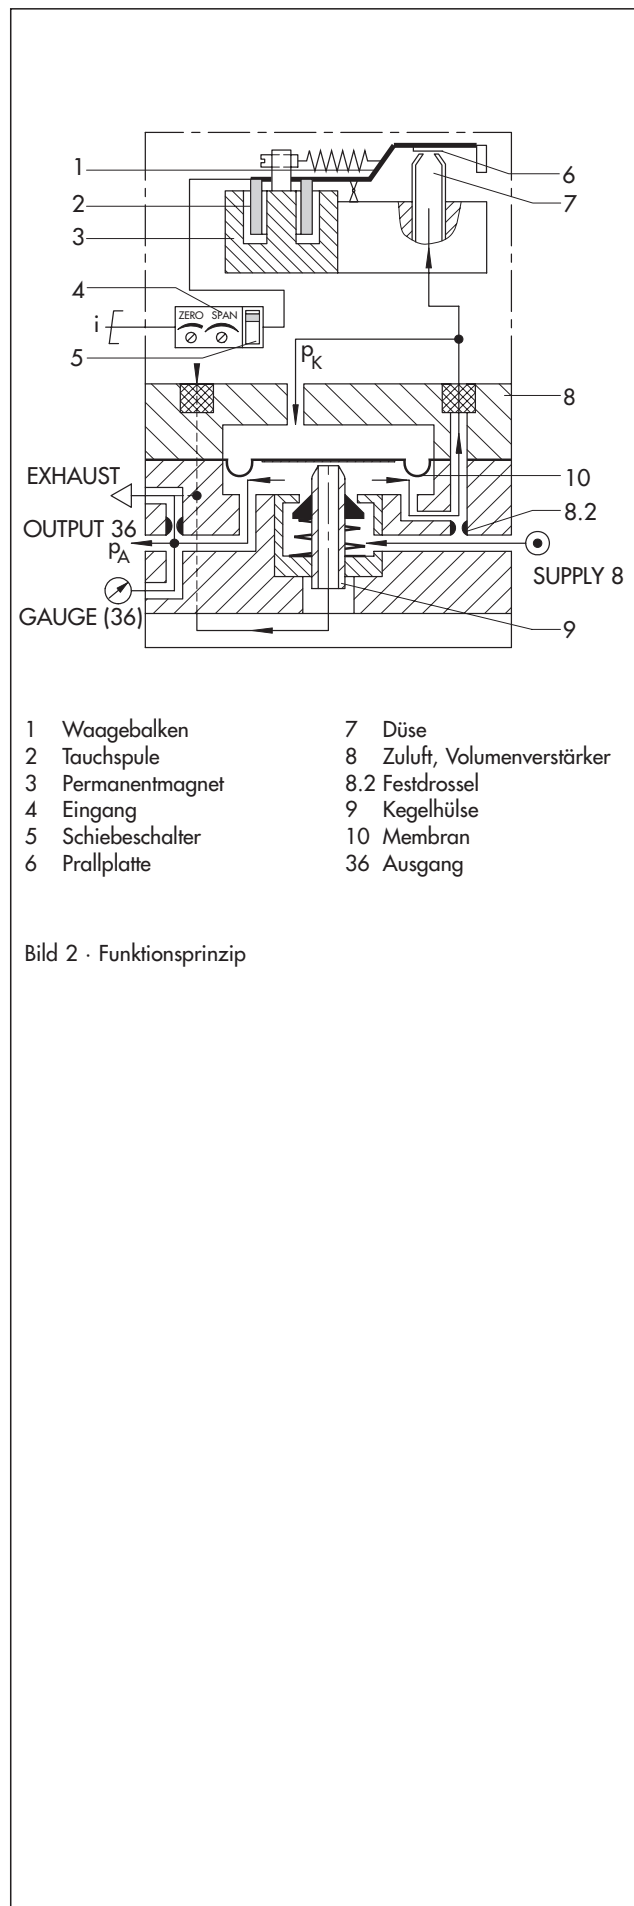 1
2
3
4
ZERO SPAN
i
5
6
7
pK
8
EXHAUST
10
OUTPUT 36
8.2
pA
SUPPLY 8
GAUGE (36)
9
1 Waagebalken
2 Tauchspule
3 Permanentmagnet
4 Eingang
5 Schiebeschalter
6 Prallplatte
7 Düse
8 Zuluft, Volumenverstärker
8.2 Festdrossel
9 Kegelhülse
10 Membran
36 Ausgang
Bild 2 · Funktionsprinzip